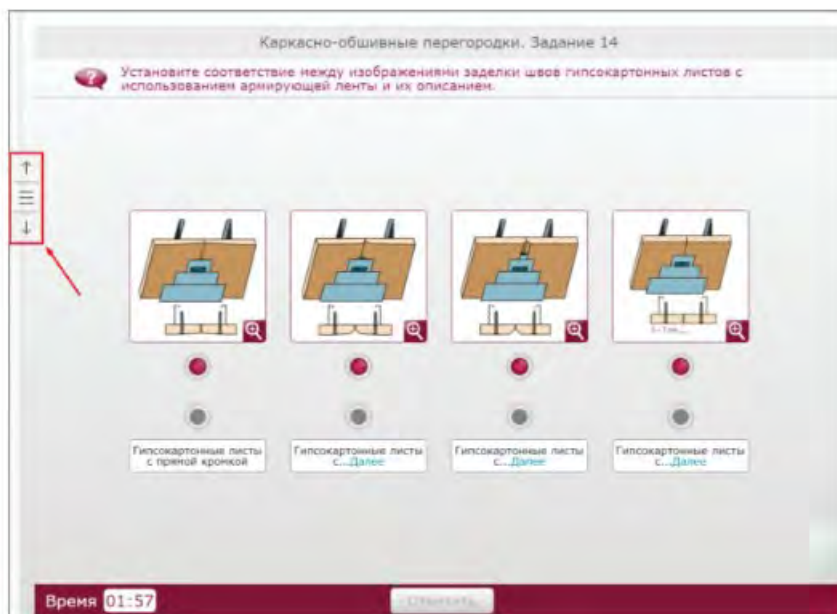 Каркасно-обшивные перегородки. Задание 14
Установите соответствие между изображениями заделки швов гипсокартонных листов с
использованием армирующей ленты и их описанием.
Гипсокартонные листы
с прямой кромкой
Гипсокартонные листы
с...Далее
Гипсокартонные листы
с...Далее
Гипсокартонные листы
с...Далее
Время 01:57
Ответить